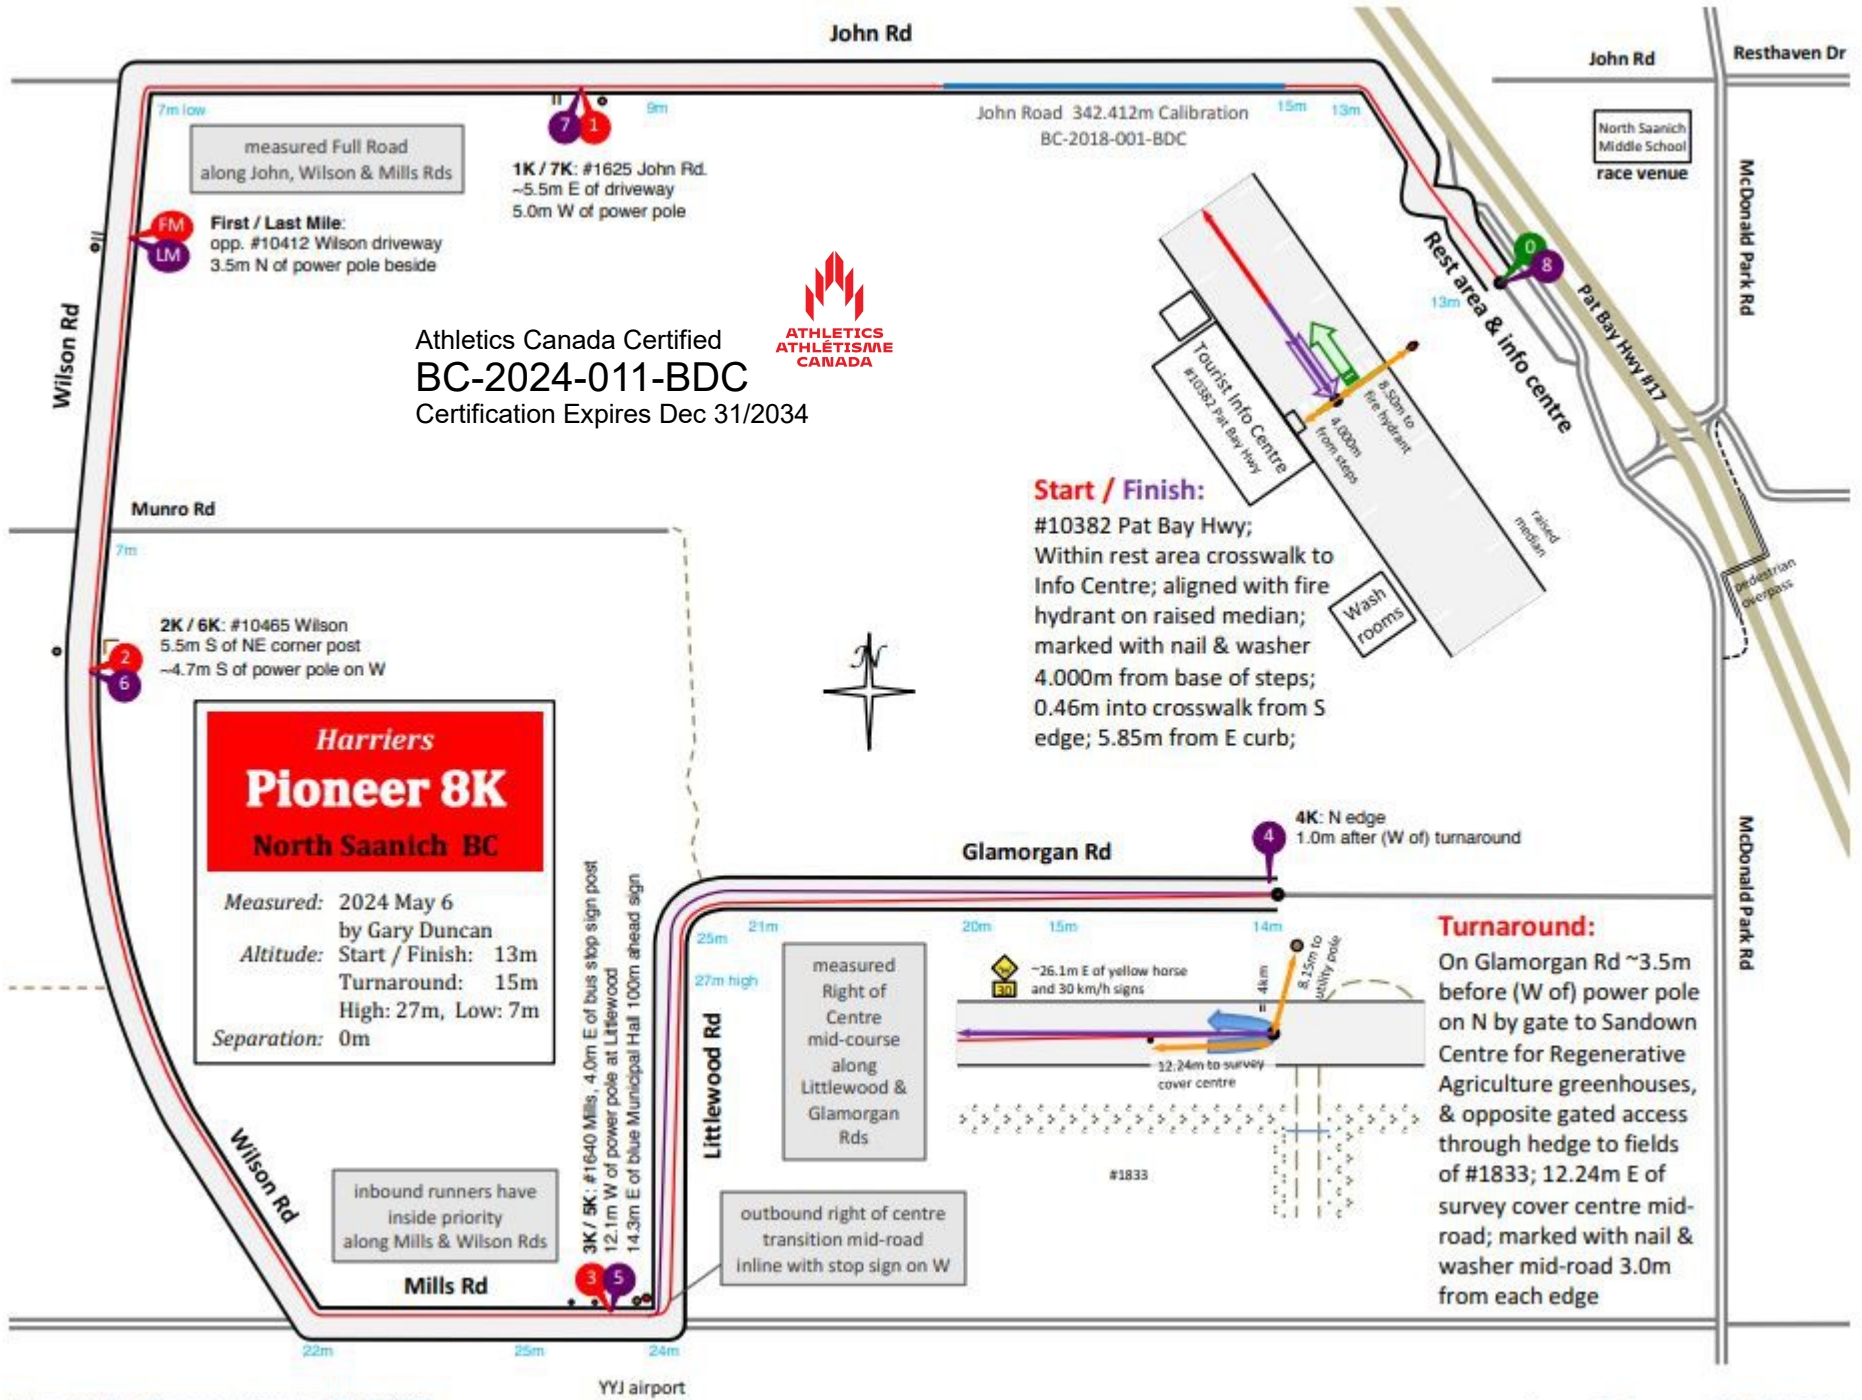 John Rd
John Rd
Resthaven Dr
7m low
9m
John Road 342.412m Calibration
BC-2018-001-BDC
15m
13m
North Saanich
Middle School
race venue
McDonald Park Rd
measured Full Road
along John, Wilson & Mills Rds
7
1
1K / 7K: #1625 John Rd.
~5.5m E of driveway
5.0m W of power pole
FM
LM
First / Last Mile:
opp. #10412 Wilson driveway
3.5m N of power pole beside
Wilson Rd
Athletics Canada Certified
BC-2024-011-BDC
Certification Expires Dec 31/2034
ATHLETICS
ATHLÉTISME
CANADA
0
8
13m
Rest area & info centre
Pat Bay Hwy #17
Tourist Info Centre
#10382 Pat Bay Hwy
8.50m to
fire hydrant
4.000m
from steps
raised
median
Wash
rooms
pedestrian
overpass
Start / Finish:
#10382 Pat Bay Hwy;
Within rest area crosswalk to
Info Centre; aligned with fire
hydrant on raised median;
marked with nail & washer
4.000m from base of steps;
0.46m into crosswalk from S
edge; 5.85m from E curb;
Munro Rd
7m
2K / 6K: #10465 Wilson
5.5m S of NE corner post
~4.7m S of power pole on W
2
6
N
Harriers
Pioneer 8K
North Saanich BC
Measured: 2024 May 6
by Gary Duncan
Altitude: Start / Finish: 13m
Turnaround: 15m
High: 27m, Low: 7m
Separation: 0m
4
4K: N edge
1.0m after (W of) turnaround
Glamorgan Rd
McDonald Park Rd
25m
21m
20m
15m
14m
27m high
Littlewood Rd
measured
Right of
Centre
mid-course
along
Littlewood &
Glamorgan
Rds
30
~26.1m E of yellow horse
and 30 km/h signs
= 4km
8.15m to
utility pole
12.24m to survey
cover centre
#1833
Turnaround:
On Glamorgan Rd ~3.5m
before (W of) power pole
on N by gate to Sandown
Centre for Regenerative
Agriculture greenhouses,
& opposite gated access
through hedge to fields
of #1833; 12.24m E of
survey cover centre mid-
road; marked with nail &
washer mid-road 3.0m
from each edge
3K / 5K: #1640 Mills, 4.0m E of bus stop sign post
12.1m W of power pole at Littlewood
14.3m E of blue Municipal Hall 100m ahead sign
Wilson Rd
inbound runners have
inside priority
along Mills & Wilson Rds
outbound right of centre
transition mid-road
inline with stop sign on W
Mills Rd
3
5
22m
25m
24m
YYJ airport